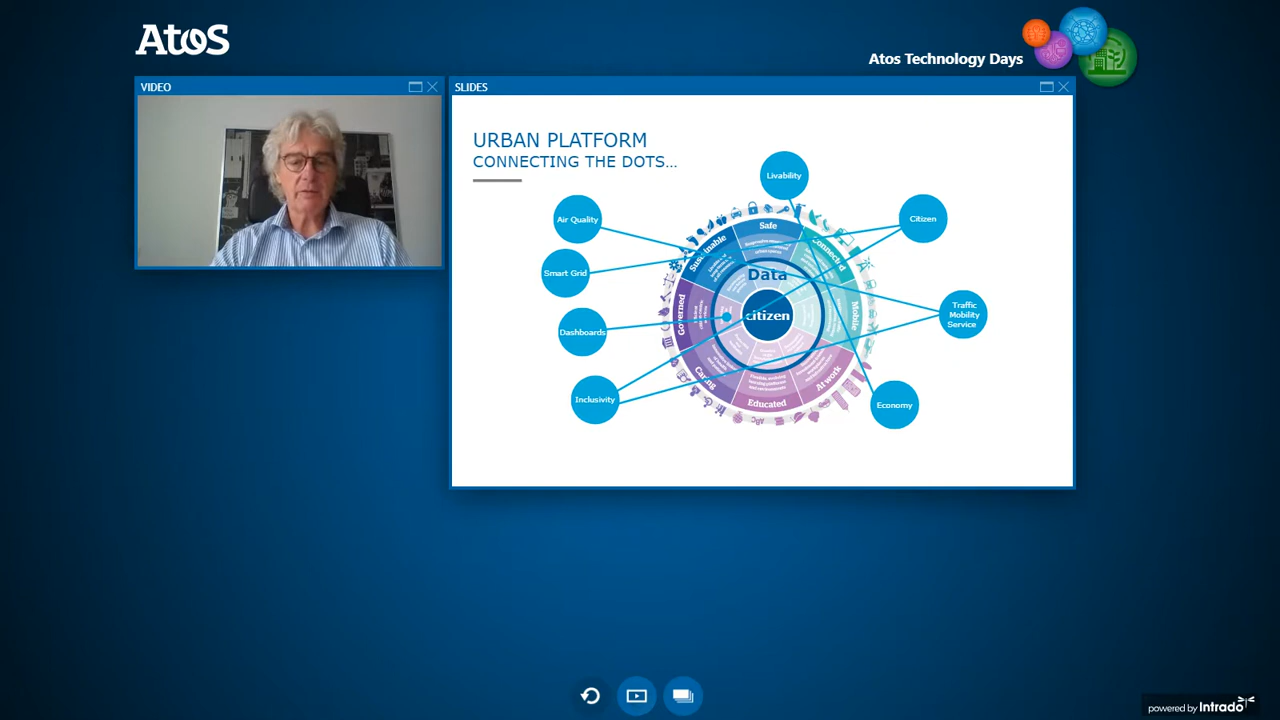 Atos
Atos Technology Days
VIDEO
SLIDES
URBAN PLATFORM
CONNECTING THE DOTS…
Livability
Air Quality
Citizen
Safe
Sustainable
Connected
Smart Grid
Data
Governed
citizen
Mobile
Traffic
Mobility
Service
Dashboards
Caring
At work
Inclusivity
Educated
Economy
powered by Intrado